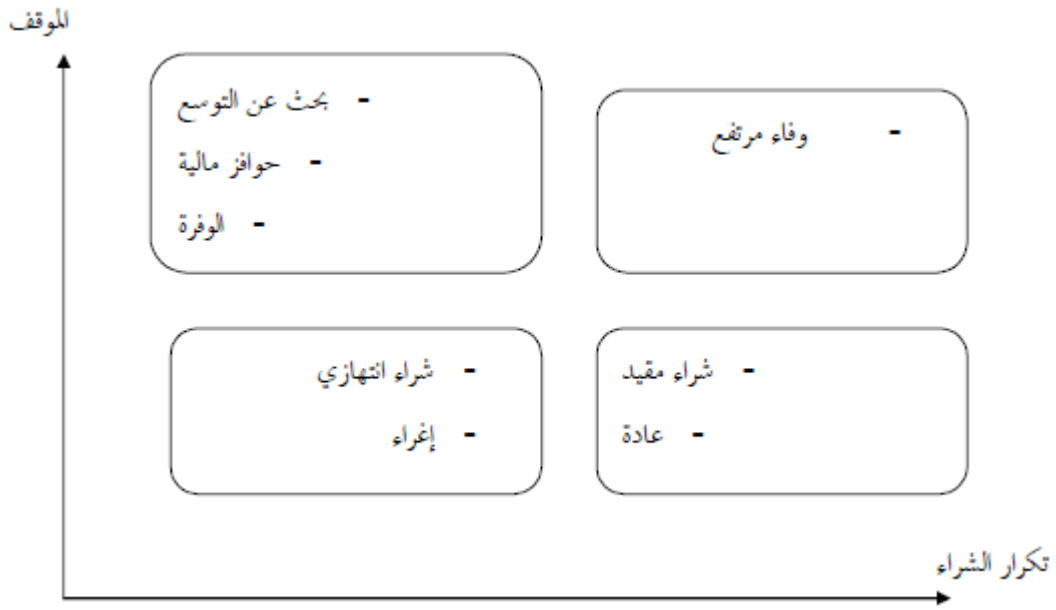 الموقف
- بحث عن التوسع
- حوافز مالية
- الوفرة
- وفاء مرتفع
- شراء انتهازي
- إغراء
- شراء مقيد
- عادة
تكرار الشراء